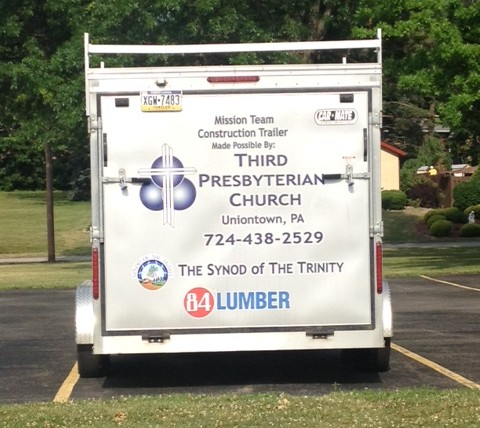 XGW-7483
CAR MATE
Mission Team
Construction Trailer
Made Possible By:
THIRD
PRESBYTERIAN
CHURCH
Uniontown, PA
724-438-2529
THE SYNOD OF THE TRINITY
84 LUMBER